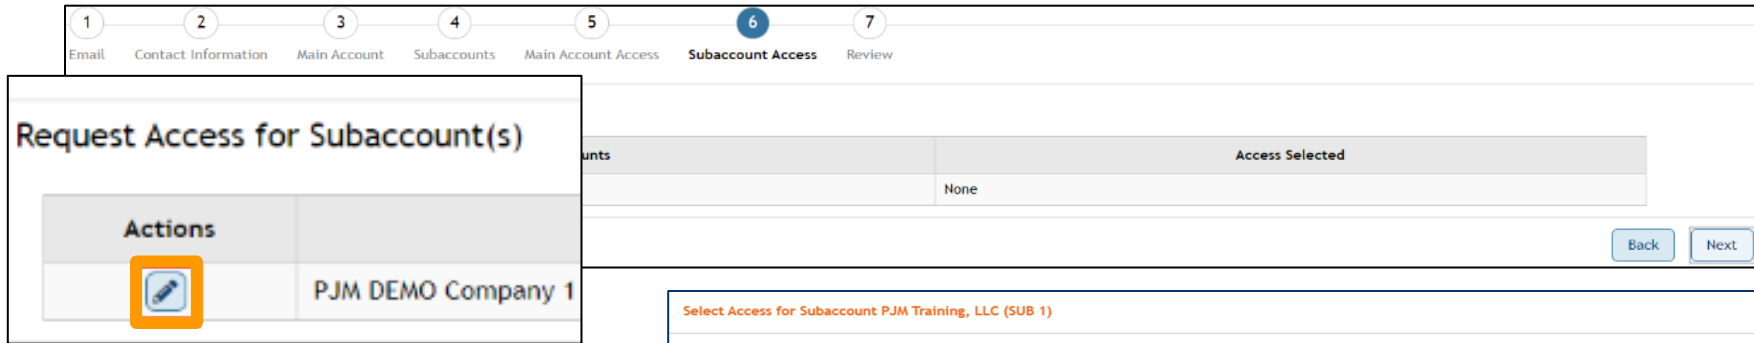 1 2 3 4 5 6 7
Email Contact Information Main Account Subaccounts Main Account Access Subaccount Access Review
Request Access for Subaccount(s)
unts Access Selected
None
Actions
PJM DEMO Company 1
Back Next
Select Access for Subaccount PJM Training, LLC (SUB 1)